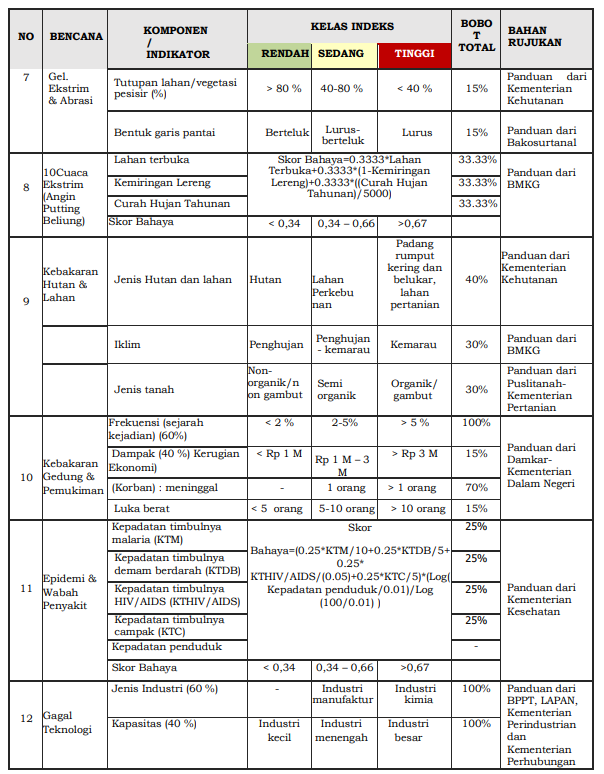 NO BENCANA KOMPONEN / INDIKATOR KELAS INDEKS BOBO T TOTAL BAHAN RUJUKAN
RENDAH SEDANG TINGGI
7 Gel. Ekstrim & Abrasi Tutupan lahan/vegetasi pesisir (%) > 80 % 40-80 % < 40 % 15% Panduan dari Kementerian Kehutanan
Bentuk garis pantai Berteluk Lurus-berteluk Lurus 15% Panduan dari Bakosurtanal
8 10Cuaca Ekstrim (Angin Putting Beliung) Lahan terbuka Skor Bahaya=0.3333*Lahan Terbuka+0.3333*(1-Kemiringan Lereng)+0.3333*((Curah Hujan Tahunan)/5000) 33.33% Panduan dari BMKG
Kemiringan Lereng 33.33%
Curah Hujan Tahunan 33.33%
Skor Bahaya < 0,34 0,34 – 0,66 >0,67
9 Kebakaran Hutan & Lahan Jenis Hutan dan lahan Hutan Lahan Perkebu nan Padang rumput kering dan belukar, lahan pertanian 40% Panduan dari Kementerian Kehutanan
Iklim Penghujan Penghujan - kemarau Kemarau 30% Panduan dari BMKG
Jenis tanah Non-organik/n on gambut Semi organik Organik/ gambut 30% Panduan dari Puslitanah-Kementerian Pertanian
10 Kebakaran Gedung & Pemukiman Frekuensi (sejarah kejadian) (60%) < 2 % 2-5% > 5 % 100% Panduan dari Damkar-Kementerian Dalam Negeri
Dampak (40 %) Kerugian Ekonomi) < Rp 1 M Rp 1 M – 3 M > Rp 3 M 15%
(Korban) : meninggal - 1 orang > 1 orang 70%
Luka berat < 5 orang 5-10 orang > 10 orang 15%
11 Epidemi & Wabah Penyakit Kepadatan timbulnya malaria (KTM) Skor Bahaya=(0.25*KTM/10+0.25*KTDB/5+ 0.25* KTHIV/AIDS/(0.05)+0.25*KTC/5)*(Log( Kepadatan penduduk/0.01)/Log (100/0.01) ) 25% Panduan dari Kementerian Kesehatan
Kepadatan timbulnya demam berdarah (KTDB) 25%
Kepadatan timbulnya HIV/AIDS (KTHIV/AIDS) 25%
Kepadatan timbulnya campak (KTC) 25%
Kepadatan penduduk -
Skor Bahaya < 0,34 0,34 – 0,66 >0,67
12 Gagal Teknologi Jenis Industri (60 %) - Industri manufaktur Industri kimia 100% Panduan dari BPPT, LAPAN, Kementerian Perindustrian dan Kementerian Perhubungan
Kapasitas (40 %) Industri kecil Industri menengah Industri besar 100%